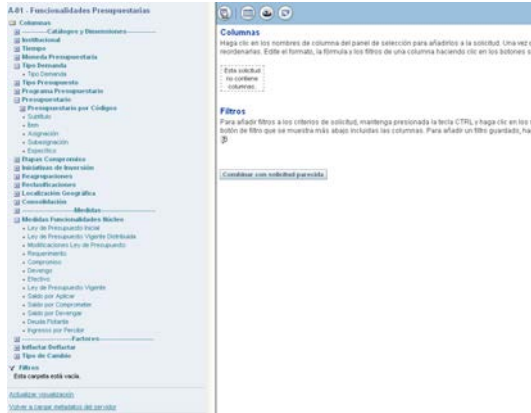 A-01 - Funcionalidades Presupuestarias
Columnas
------------Catálogos y Dimensiones------------
Institucional
Tiempo
Moneda Presupuestaria
Tipo Demanda
Tipo Demanda
Tipo Presupuesto
Programa Presupuestario
Presupuestario
Presupuestario por Códigos
Subtítulo
Ítem
Asignación
Subasignación
Específico
Etapas Compromiso
Iniciativas de Inversión
Reagrupaciones
Reclasificaciones
Localización Geográfica
Consolidación
Medidas
Medidas Funcionalidades Núcleo
Ley de Presupuesto Inicial
Ley de Presupuesto Vigente Distribuida
Modificaciones Ley de Presupuesto
Requerimiento
Compromiso
Devengo
Efectivo
Ley de Presupuesto Vigente
Saldo por Aplicar
Saldo por Comprometer
Saldo por Devengar
Deuda Flotante
Ingresos por Percibir
Factores
Inflactar Deflactar
Tipo de Cambio
Filtros
Esta carpeta está vacía.
Actualizar visualización
Volver a cargar metadatos del servidor
Columnas
Haga clic en los nombres de columna del panel de selección para añadirlos a la solicitud. Una vez
reordenarlas. Edite el formato, la fórmula y los filtros de una columna haciendo clic en los botones
Esta solicitud
no contiene
columnas.
Filtros
Para añadir filtros a los criterios de solicitud, mantenga presionada la tecla CTRL y haga clic en los
botón de filtro que se muestra más abajo incluidas las columnas. Para añadir un filtro guardado,
Combinar con solicitud parecida